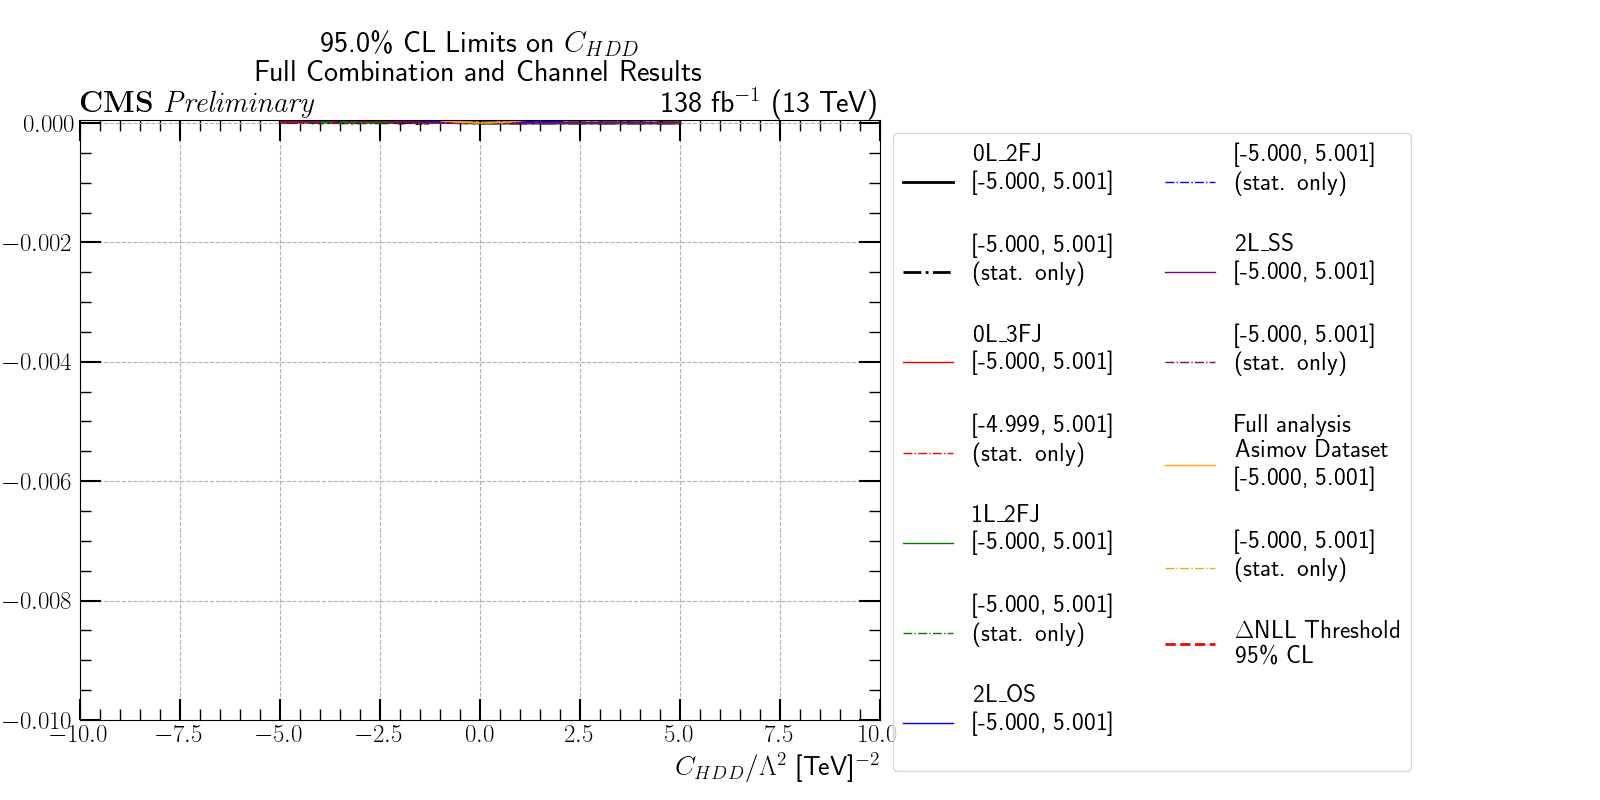 95.0% CL Limits on C_{HDD}
Full Combination and Channel Results
CMS Preliminary
138 fb⁻¹ (13 TeV)
0.000
−0.002
−0.004
−0.006
−0.008
−0.010
−10.0 −7.5 −5.0 −2.5 0.0 2.5 5.0 7.5 10.0
C_{HDD}/Λ² [TeV]⁻²
0L_2FJ
[-5.000, 5.001]
[-5.000, 5.001]
(stat. only)
0L_3FJ
[-5.000, 5.001]
[-4.999, 5.001]
(stat. only)
1L_2FJ
[-5.000, 5.001]
[-5.000, 5.001]
(stat. only)
2L_OS
[-5.000, 5.001]
[-5.000, 5.001]
(stat. only)
2L_SS
[-5.000, 5.001]
[-5.000, 5.001]
(stat. only)
Full analysis
Asimov Dataset
[-5.000, 5.001]
[-5.000, 5.001]
(stat. only)
ΔNLL Threshold
95% CL